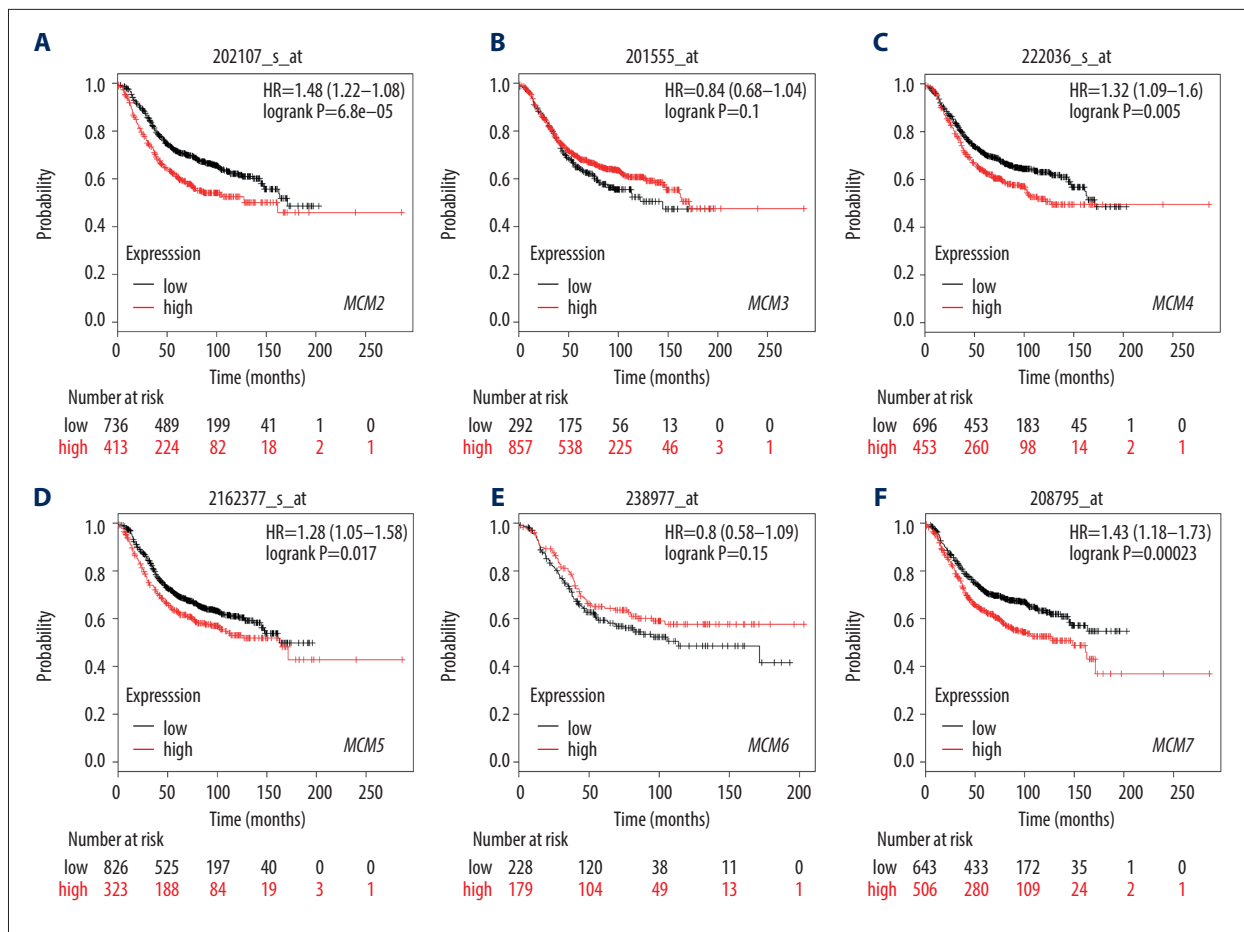 A
202107_s_at
HR=1.48 (1.22–1.08)
logrank P=6.8e–05
1.0
0.8
0.6
0.4
0.2
0.0
Probability
Expresssion
low
high
MCM2
0 50 100 150 200 250
Time (months)
Number at risk
low 736 489 199 41 1 0
high 413 224 82 18 2 1
B
201555_at
HR=0.84 (0.68–1.04)
logrank P=0.1
1.0
0.8
0.6
0.4
0.2
0.0
Probability
Expresssion
low
high
MCM3
0 50 100 150 200 250
Time (months)
Number at risk
low 292 175 56 13 0 0
high 857 538 225 46 3 1
C
222036_s_at
HR=1.32 (1.09–1.6)
logrank P=0.005
1.0
0.8
0.6
0.4
0.2
0.0
Probability
Expresssion
low
high
MCM4
0 50 100 150 200 250
Time (months)
Number at risk
low 696 453 183 45 1 0
high 453 260 98 14 2 1
D
2162377_s_at
HR=1.28 (1.05–1.58)
logrank P=0.017
1.0
0.8
0.6
0.4
0.2
0.0
Probability
Expresssion
low
high
MCM5
0 50 100 150 200 250
Time (months)
Number at risk
low 826 525 197 40 0 0
high 323 188 84 19 3 1
E
238977_at
HR=0.8 (0.58–1.09)
logrank P=0.15
1.0
0.8
0.6
0.4
0.2
0.0
Probability
Expresssion
low
high
MCM6
0 50 100 150 200
Time (months)
Number at risk
low 228 120 38 11 0
high 179 104 49 13 1
F
208795_at
HR=1.43 (1.18–1.73)
logrank P=0.00023
1.0
0.8
0.6
0.4
0.2
0.0
Probability
Expresssion
low
high
MCM7
0 50 100 150 200 250
Time (months)
Number at risk
low 643 433 172 35 1 0
high 506 280 109 24 2 1